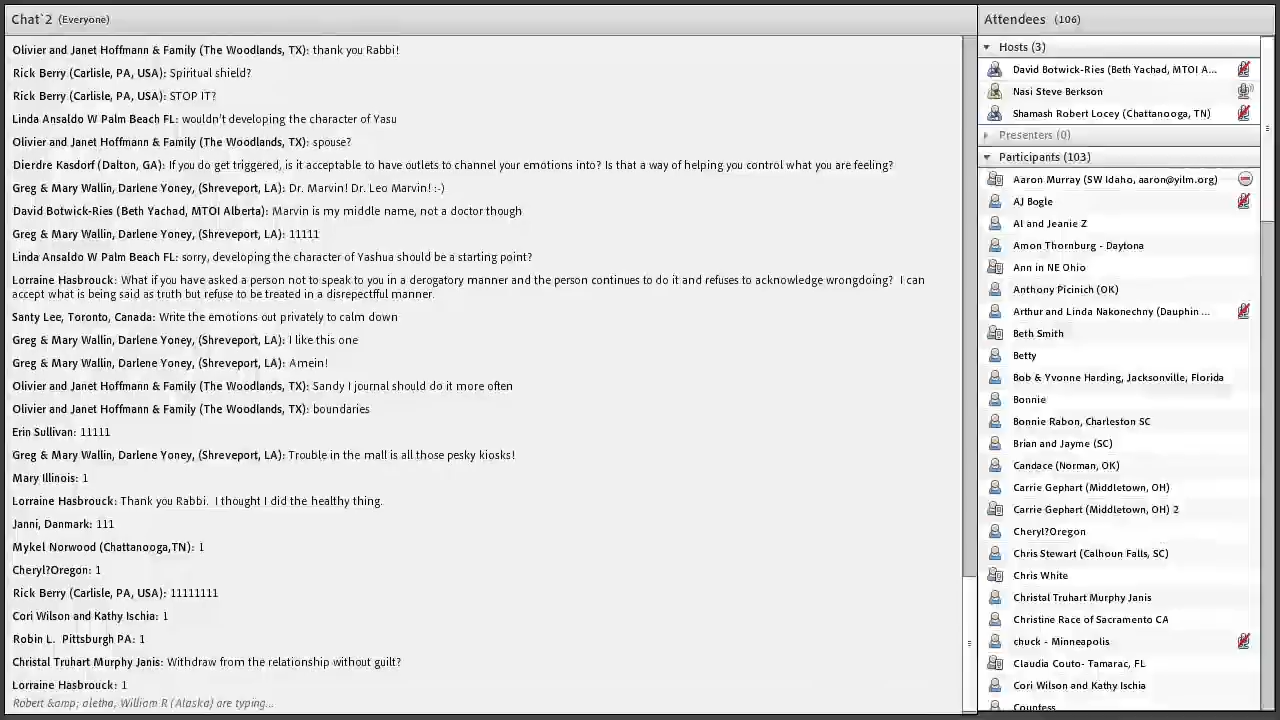 Chat`2 (Everyone)
Olivier and Janet Hoffmann & Family (The Woodlands, TX): thank you Rabbi!
Rick Berry (Carlisle, PA, USA): Spiritual shield?
Rick Berry (Carlisle, PA, USA): STOP IT?
Linda Ansaldo W Palm Beach FL: wouldn't developing the character of Yasu
Olivier and Janet Hoffmann & Family (The Woodlands, TX): spouse?
Dierdre Kasdorf (Dalton, GA): If you do get triggered, is it acceptable to have outlets to channel your emotions into? Is that a way of helping you control what you are feeling?
Greg & Mary Wallin, Darlene Yoney, (Shreveport, LA): Dr. Marvin! Dr. Leo Marvin! :-)
David Botwick-Ries (Beth Yachad, MTOI Alberta): Marvin is my middle name, not a doctor though
Greg & Mary Wallin, Darlene Yoney, (Shreveport, LA): 11111
Linda Ansaldo W Palm Beach FL: sorry, developing the character of Yashua should be a starting point?
Lorraine Hasbrouck: What if you have asked a person not to speak to you in a derogatory manner and the person continues to do it and refuses to acknowledge wrongdoing? I can
accept what is being said as truth but refuse to be treated in a disrepectful manner.
Santy Lee, Toronto, Canada: Write the emotions out privately to calm down
Greg & Mary Wallin, Darlene Yoney, (Shreveport, LA): I like this one
Greg & Mary Wallin, Darlene Yoney, (Shreveport, LA): Amein!
Olivier and Janet Hoffmann & Family (The Woodlands, TX): Sandy I journal should do it more often
Olivier and Janet Hoffmann & Family (The Woodlands, TX): boundaries
Erin Sullivan: 11111
Greg & Mary Wallin, Darlene Yoney, (Shreveport, LA): Trouble in the mall is all those pesky kiosks!
Mary Illinois: 1
Lorraine Hasbrouck: Thank you Rabbi. I thought I did the healthy thing.
Janni, Danmark: 111
Mykel Norwood (Chattanooga,TN): 1
Cheryl?Oregon: 1
Rick Berry (Carlisle, PA, USA): 11111111
Cori Wilson and Kathy Ischia: 1
Robin L. Pittsburgh PA: 1
Christal Truhart Murphy Janis: Withdraw from the relationship without guilt?
Lorraine Hasbrouck: 1
Robert &amp; aletha, William R (Alaska) are typing...
Attendees (106)
Hosts (3)
David Botwick-Ries (Beth Yachad, MTOI A...
Nasi Steve Berkson
Shamash Robert Locey (Chattanooga, TN)
Presenters (0)
Participants (103)
Aaron Murray (SW Idaho, aaron@yilm.org)
AJ Bogle
Al and Jeanie Z
Amon Thornburg - Daytona
Ann in NE Ohio
Anthony Picinich (OK)
Arthur and Linda Nakonechny (Dauphin ...
Beth Smith
Betty
Bob & Yvonne Harding, Jacksonville, Florida
Bonnie
Bonnie Rabon, Charleston SC
Brian and Jayme (SC)
Candace (Norman, OK)
Carrie Gephart (Middletown, OH)
Carrie Gephart (Middletown, OH) 2
Cheryl?Oregon
Chris Stewart (Calhoun Falls, SC)
Chris White
Christal Truhart Murphy Janis
Christine Race of Sacramento CA
chuck - Minneapolis
Claudia Couto- Tamarac, FL
Cori Wilson and Kathy Ischia
Countess